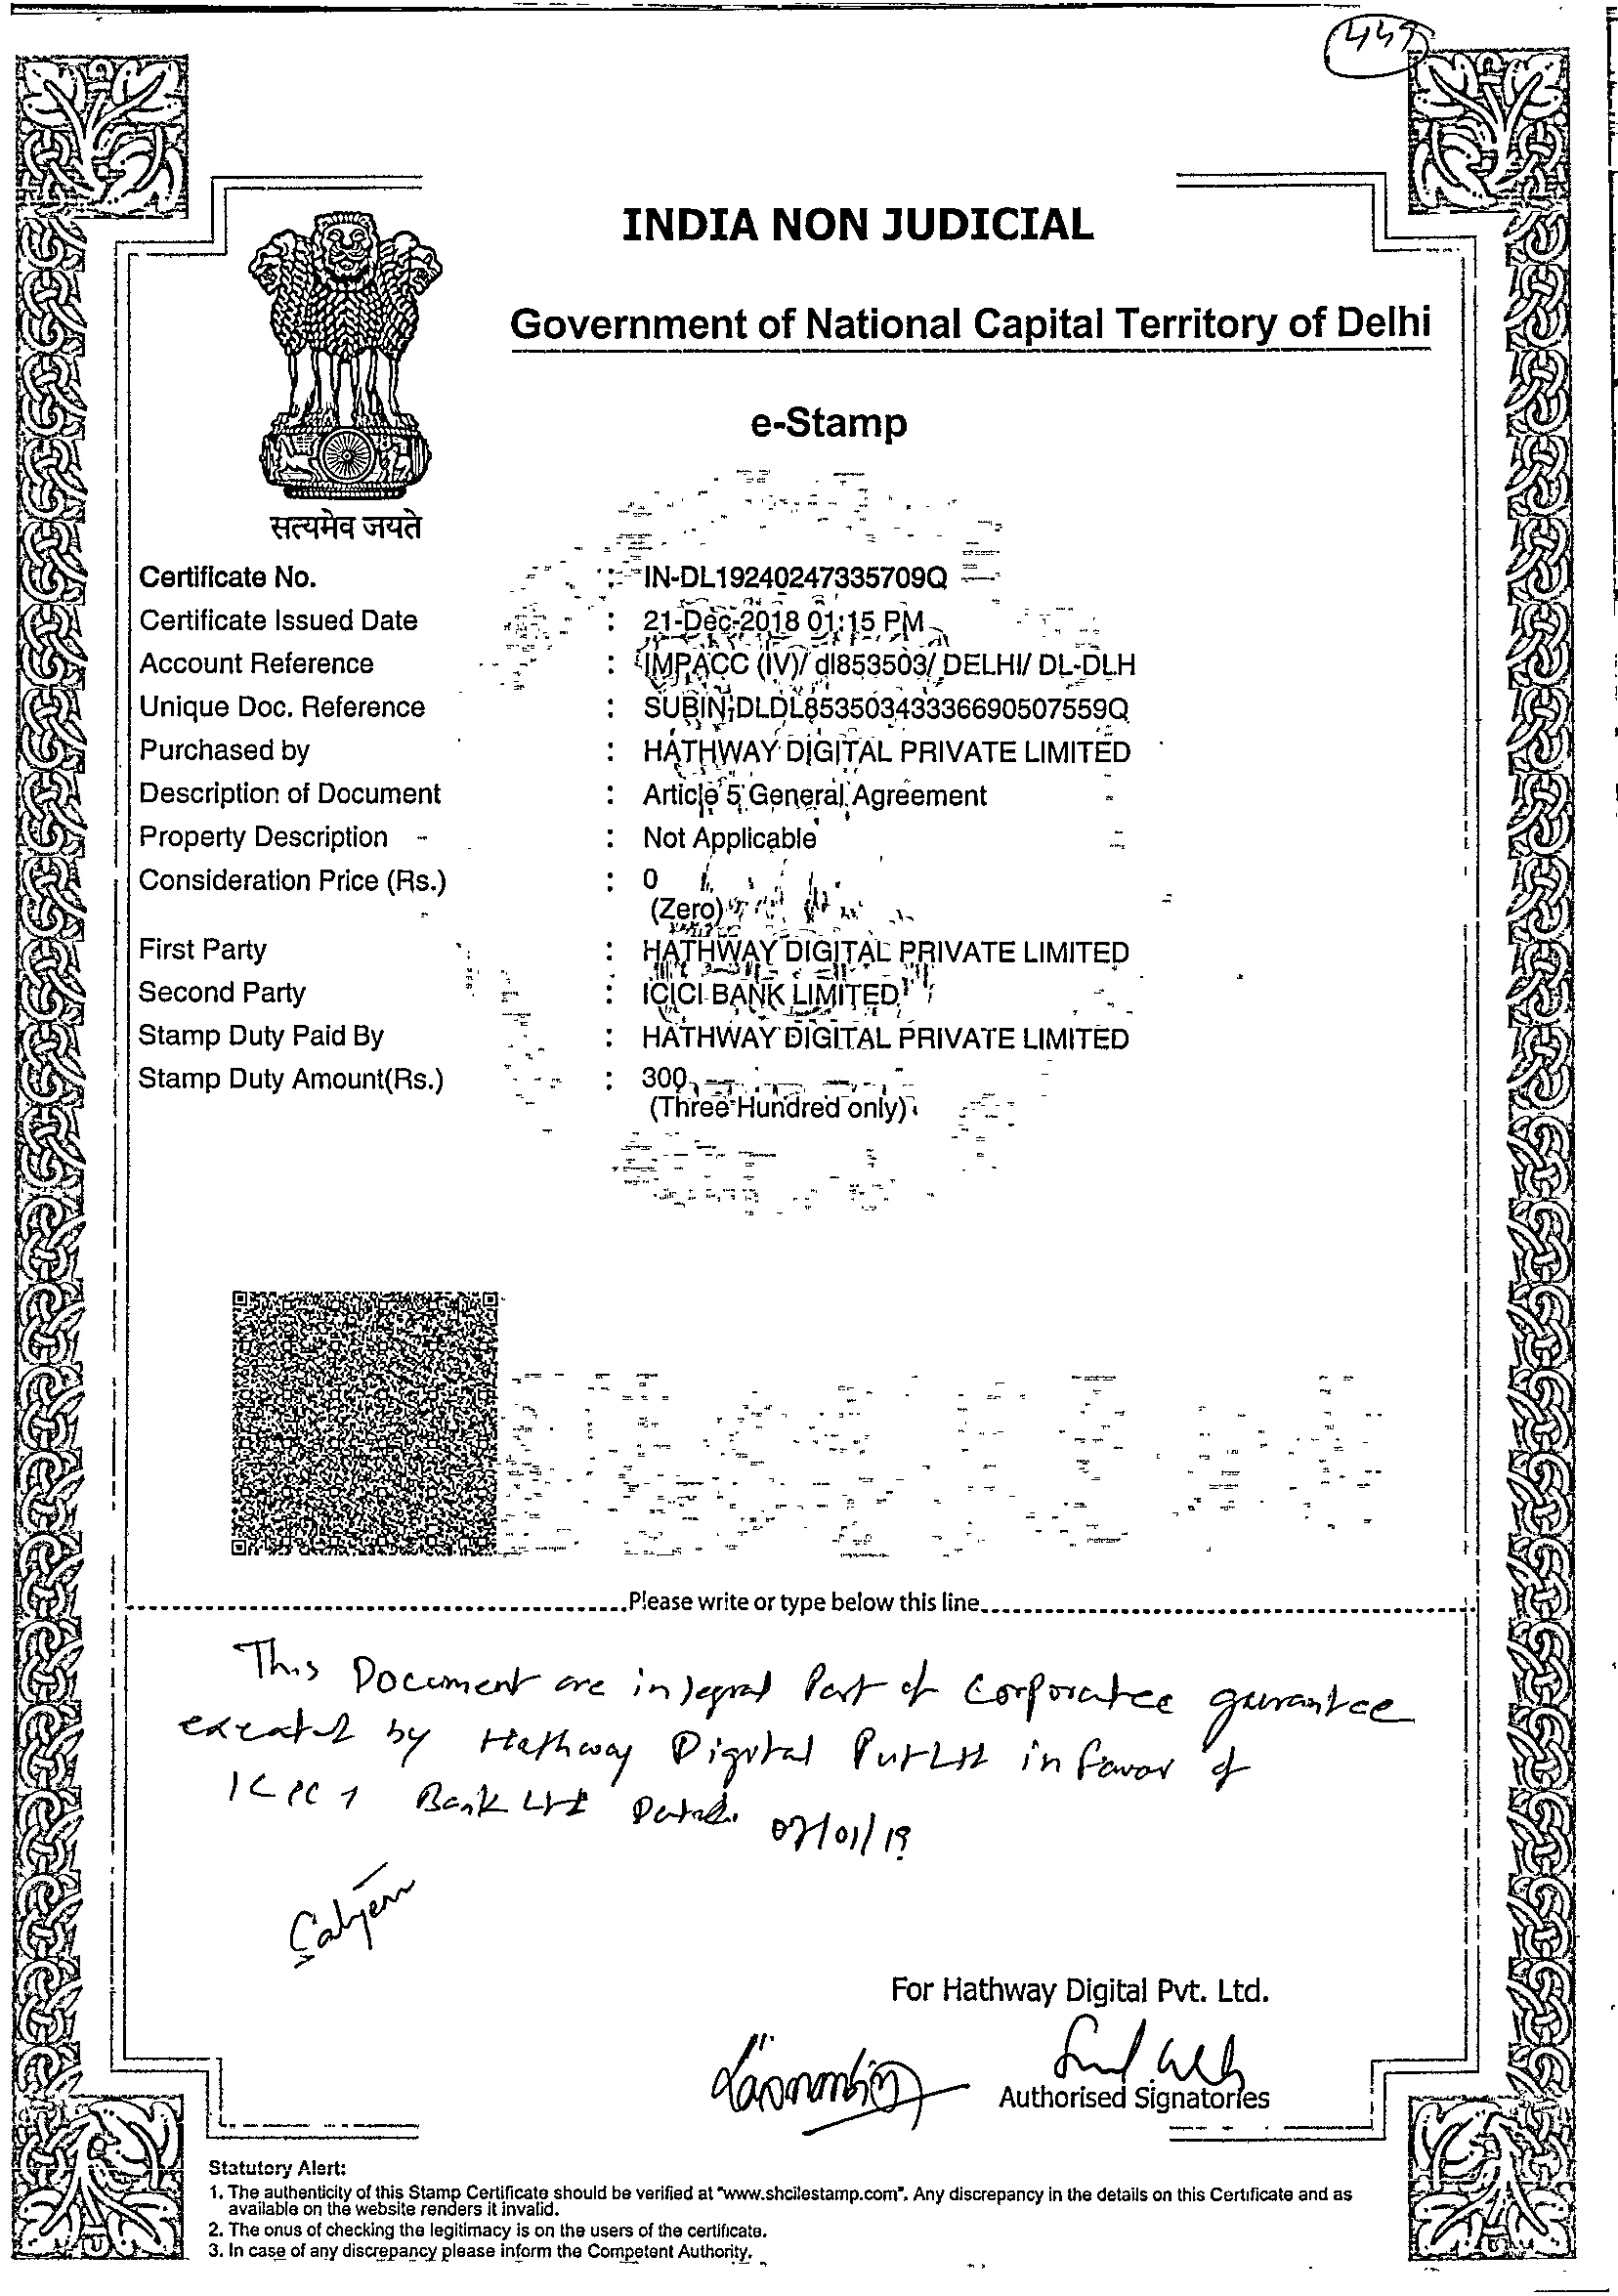 INDIA NON JUDICIAL
Government of National Capital Territory of Delhi
e-Stamp
सत्यमेव जयते
Certificate No. : IN-DL19240247335709Q
Certificate Issued Date : 21-Dec-2018 01:15 PM
Account Reference : IMPACC (IV)/ dl853503/ DELHI/ DL-DLH
Unique Doc. Reference : SUBIN-DLDL85350343336690507559Q
Purchased by : HATHWAY DIGITAL PRIVATE LIMITED
Description of Document : Article 5 General Agreement
Property Description : Not Applicable
Consideration Price (Rs.) : 0
(Zero)
First Party : HATHWAY DIGITAL PRIVATE LIMITED
Second Party : ICICI BANK LIMITED
Stamp Duty Paid By : HATHWAY DIGITAL PRIVATE LIMITED
Stamp Duty Amount(Rs.) : 300
(Three Hundred only)
Please write or type below this line
This Document are integral Part of Corporatee gurantee
excated by Hathway Digital Pvt Ltd in favor of
ICICI Bank Ltd Dated. 07/01/19
For Hathway Digital Pvt. Ltd.
Authorised Signatories
Statutory Alert:
1. The authenticity of this Stamp Certificate should be verified at "www.shcilestamp.com". Any discrepancy in the details on this Certificate and as
available on the website renders it invalid.
2. The onus of checking the legitimacy is on the users of the certificate.
3. In case of any discrepancy please inform the Competent Authority.